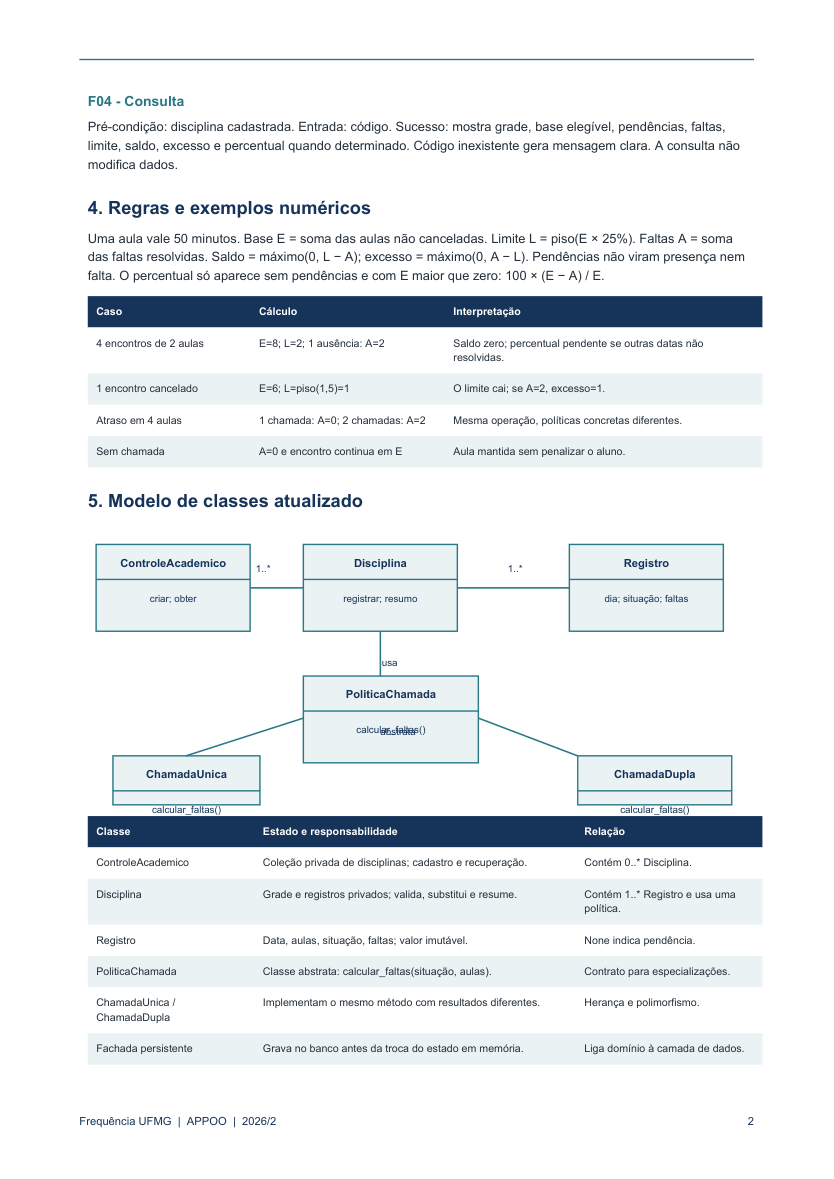 F04 - Consulta
Pré-condição: disciplina cadastrada. Entrada: código. Sucesso: mostra grade, base elegível, pendências, faltas,
limite, saldo, excesso e percentual quando determinado. Código inexistente gera mensagem clara. A consulta não
modifica dados.
4. Regras e exemplos numéricos
Uma aula vale 50 minutos. Base E = soma das aulas não canceladas. Limite L = piso(E × 25%). Faltas A = soma
das faltas resolvidas. Saldo = máximo(0, L − A); excesso = máximo(0, A − L). Pendências não viram presença nem
falta. O percentual só aparece sem pendências e com E maior que zero: 100 × (E − A) / E.
Caso Cálculo Interpretação
4 encontros de 2 aulas E=8; L=2; 1 ausência: A=2 Saldo zero; percentual pendente se outras datas não
resolvidas.
1 encontro cancelado E=6; L=piso(1,5)=1 O limite cai; se A=2, excesso=1.
Atraso em 4 aulas 1 chamada: A=0; 2 chamadas: A=2 Mesma operação, políticas concretas diferentes.
Sem chamada A=0 e encontro continua em E Aula mantida sem penalizar o aluno.
5. Modelo de classes atualizado
ControleAcademico 1..* Disciplina 1..* Registro
criar; obter registrar; resumo dia; situação; faltas
usa
PoliticaChamada
calcular_faltas()
abstrata
ChamadaUnica ChamadaDupla
calcular_faltas() calcular_faltas()
Classe Estado e responsabilidade Relação
ControleAcademico Coleção privada de disciplinas; cadastro e recuperação. Contém 0..* Disciplina.
Disciplina Grade e registros privados; valida, substitui e resume. Contém 1..* Registro e usa uma
política.
Registro Data, aulas, situação, faltas; valor imutável. None indica pendência.
PoliticaChamada Classe abstrata: calcular_faltas(situação, aulas). Contrato para especializações.
ChamadaUnica / Implementam o mesmo método com resultados diferentes. Herança e polimorfismo.
ChamadaDupla
Fachada persistente Grava no banco antes da troca do estado em memória. Liga domínio à camada de dados.
Frequência UFMG | APPOO | 2026/2 2